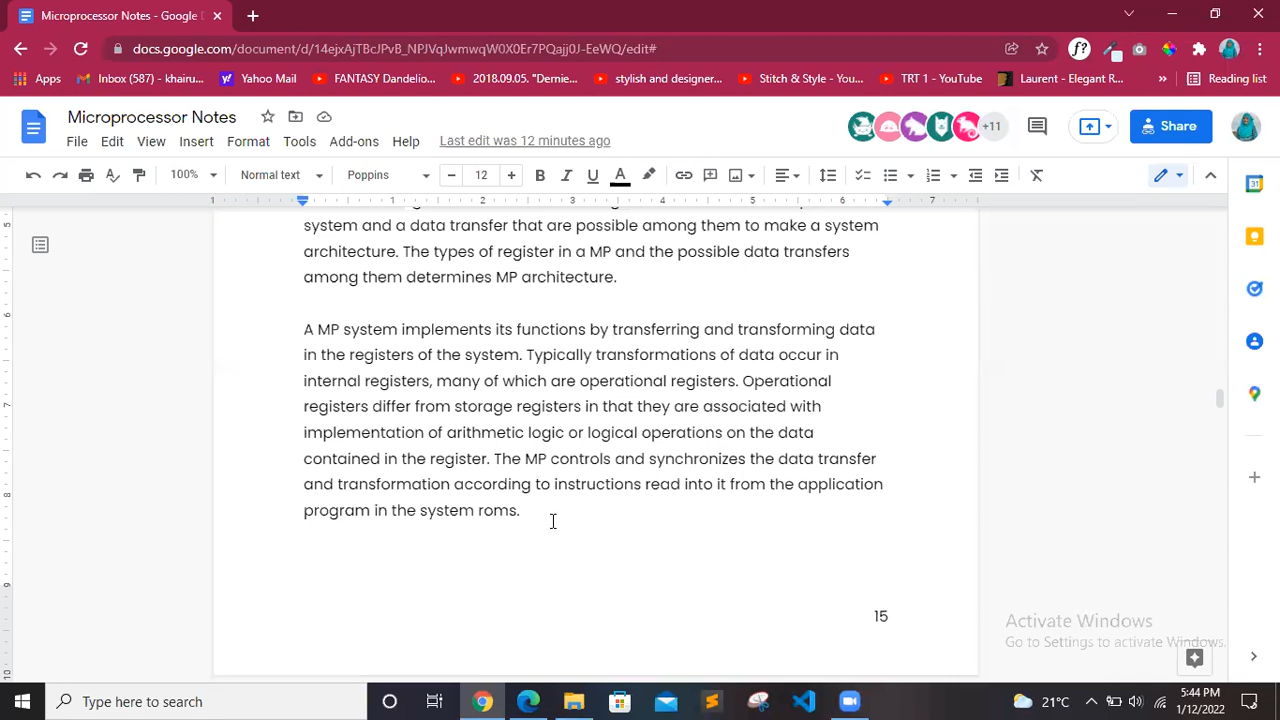 Microprocessor Notes - Google D
docs.google.com/document/d/14ejxAjTBcJPvB_NPJVqJwmwqW0X0Er7PQajj0J-EeWQ/edit#
Apps
Inbox (587) - khairu...
Yahoo Mail
FANTASY Dandelio...
2018.09.05. "Dernie...
stylish and designer...
Stitch & Style - You...
TRT 1 - YouTube
Laurent - Elegant R...
»
Reading list
Microprocessor Notes
+11
Share
File Edit View Insert Format Tools Add-ons Help
Last edit was 12 minutes ago
100% Normal text Poppins 12
1 1 2 3 4 5 6 7
system and a data transfer that are possible among them to make a system
architecture. The types of register in a MP and the possible data transfers
among them determines MP architecture.
A MP system implements its functions by transferring and transforming data
in the registers of the system. Typically transformations of data occur in
internal registers, many of which are operational registers. Operational
registers differ from storage registers in that they are associated with
implementation of arithmetic logic or logical operations on the data
contained in the register. The MP controls and synchronizes the data transfer
and transformation according to instructions read into it from the application
program in the system roms.
15
Activate Windows
Go to Settings to activate Windows.
Type here to search
21°C
5:44 PM
1/12/2022